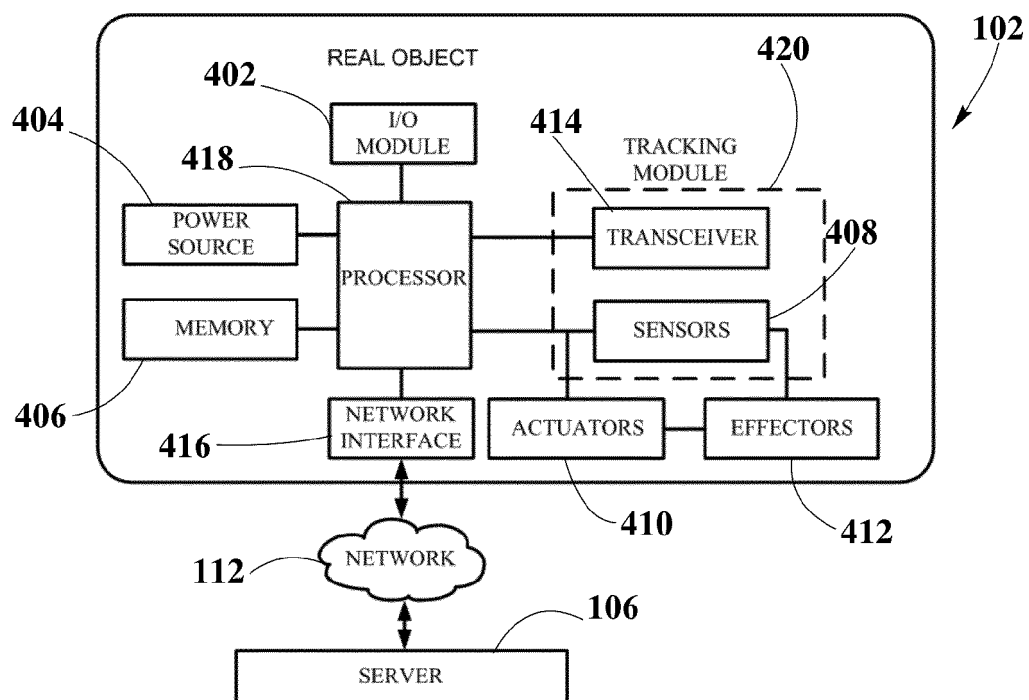 102
REAL OBJECT
420
402
I/O
MODULE
404
414
TRACKING
MODULE
418
POWER
SOURCE
TRANSCEIVER
408
PROCESSOR
MEMORY
SENSORS
406
NETWORK
INTERFACE
416
ACTUATORS
EFFECTORS
410
412
NETWORK
112
106
SERVER